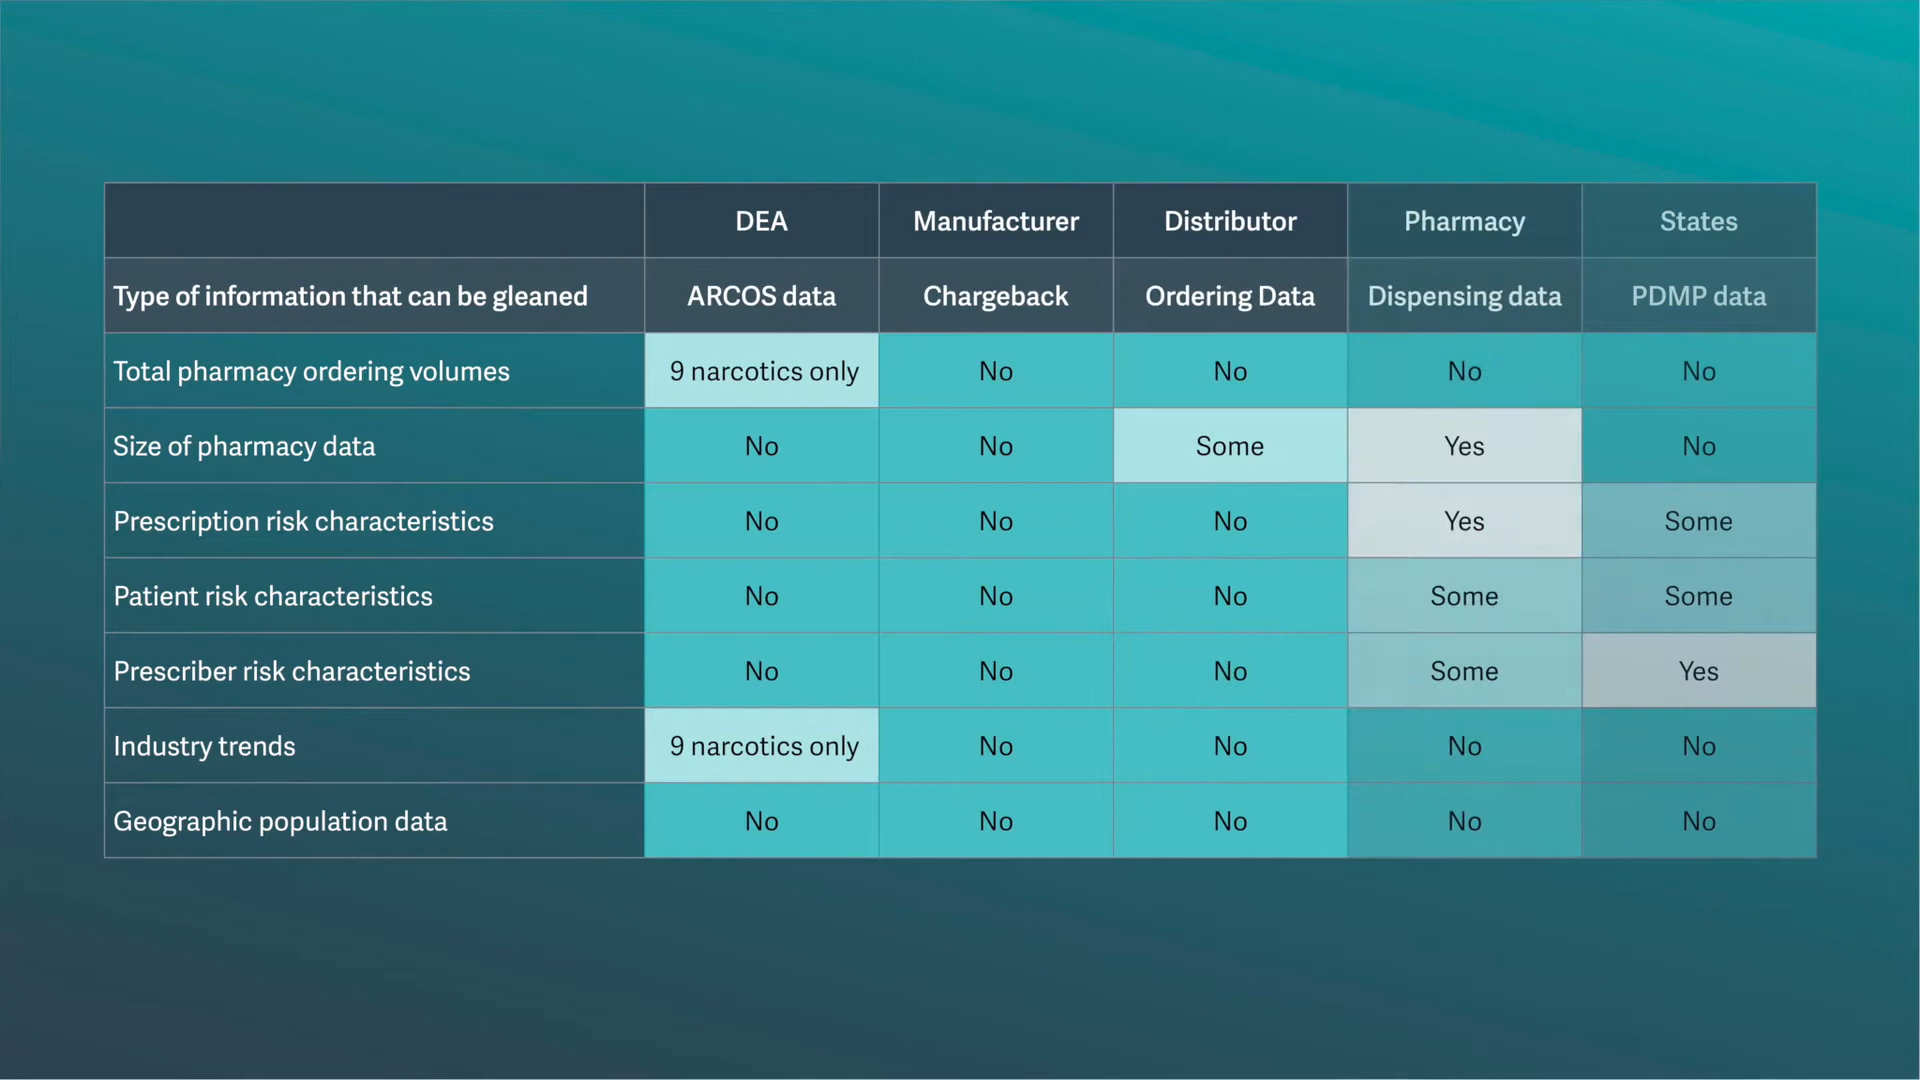 DEA Manufacturer Distributor Pharmacy States
Type of information that can be gleaned ARCOS data Chargeback Ordering Data Dispensing data PDMP data
Total pharmacy ordering volumes 9 narcotics only No No No No
Size of pharmacy data No No Some Yes No
Prescription risk characteristics No No No Yes Some
Patient risk characteristics No No No Some Some
Prescriber risk characteristics No No No Some Yes
Industry trends 9 narcotics only No No No No
Geographic population data No No No No No